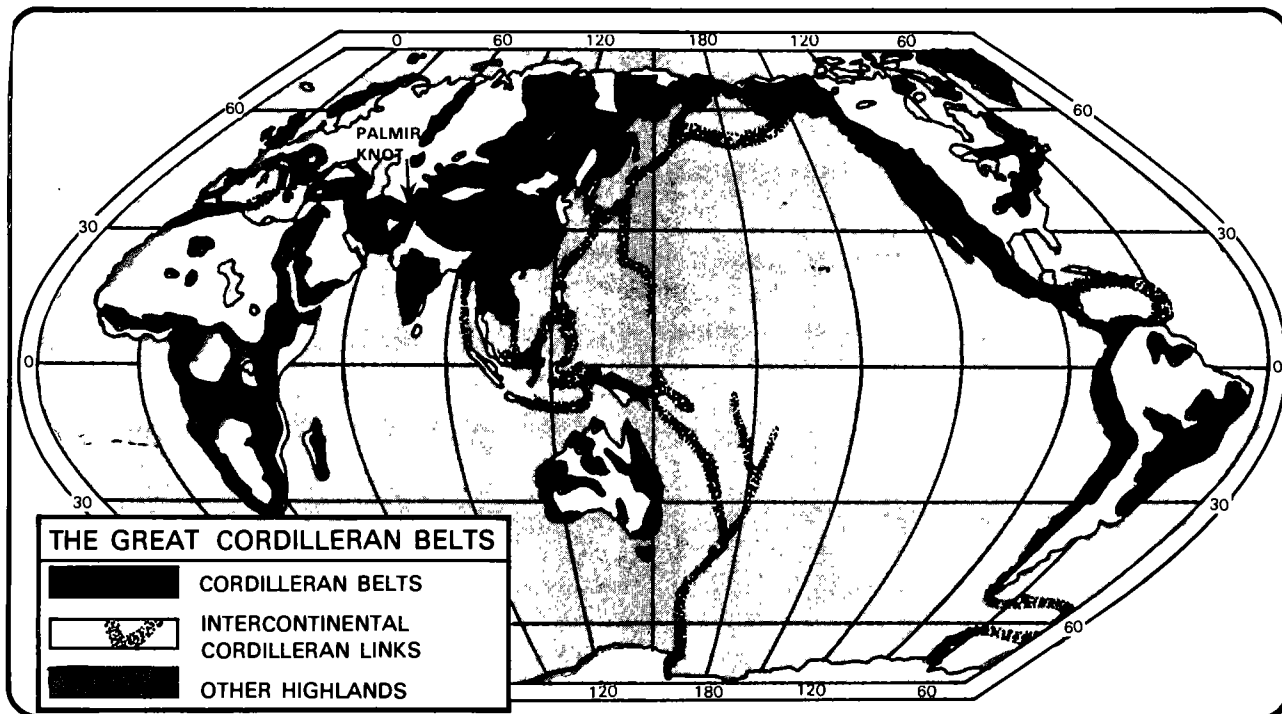 0 60 120 180 120 60
60 60
PALMIR
KNOT
30 30
0 0
30 30
THE GREAT CORDILLERAN BELTS
CORDILLERAN BELTS
INTERCONTINENTAL
CORDILLERAN LINKS
60
OTHER HIGHLANDS
120 180 120 60